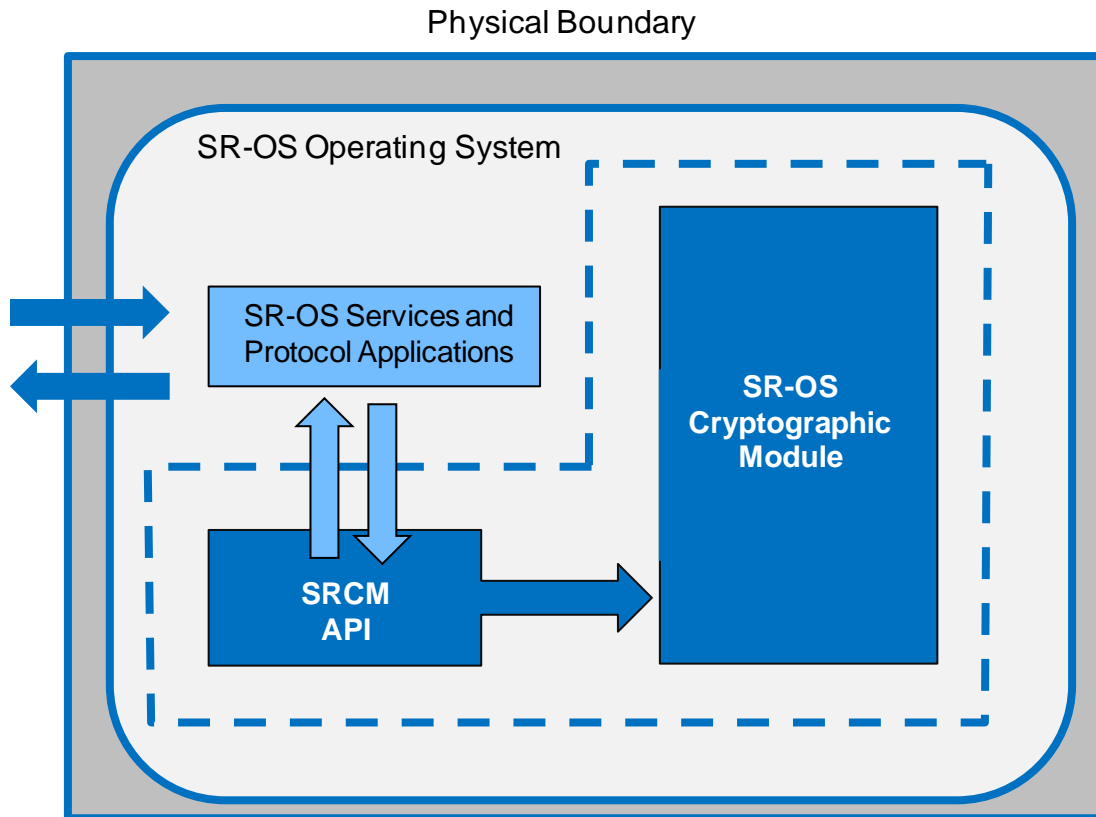 Physical Boundary
SR-OS Operating System
SR-OS Services and
Protocol Applications
SR-OS
Cryptographic
Module
SRCM
API